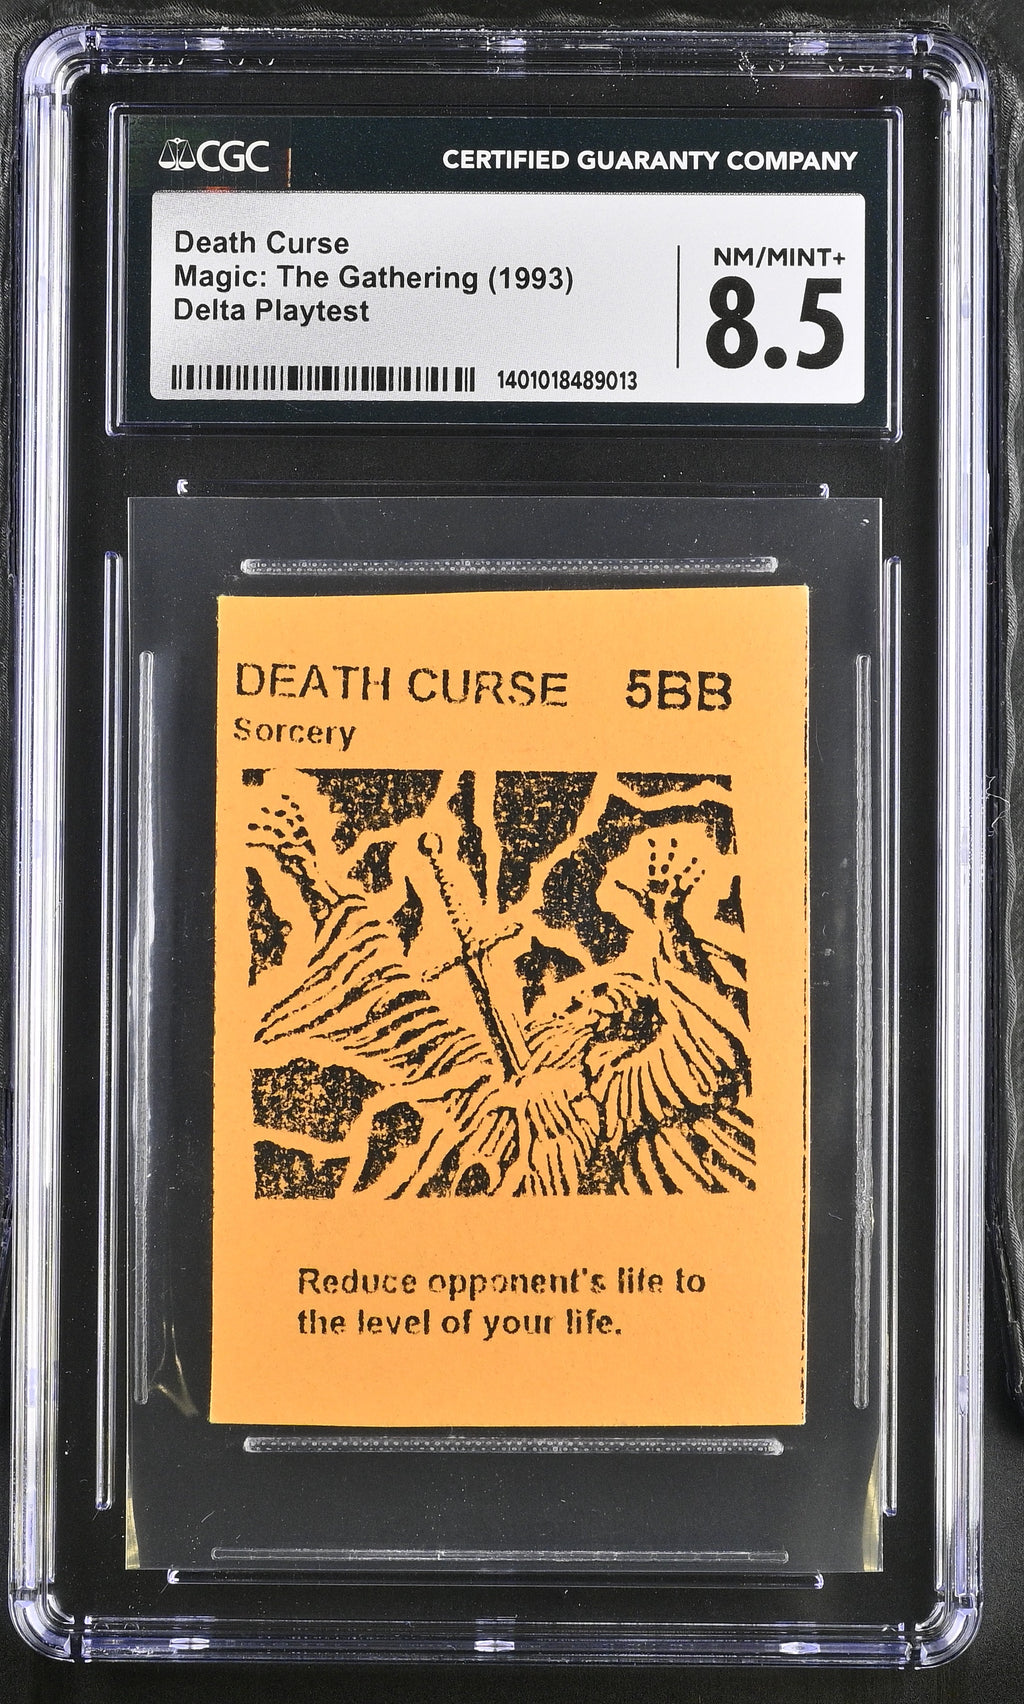 CGC
CERTIFIED GUARANTY COMPANY
Death Curse
Magic: The Gathering (1993)
Delta Playtest
NM/MINT+
8.5
1401018489013
DEATH CURSE 5BB
Sorcery
Reduce opponent's life to
the level of your life.